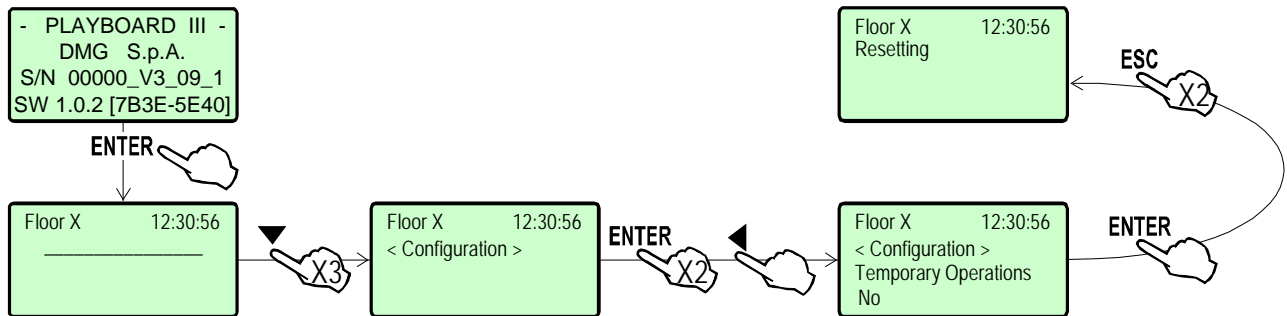 - PLAYBOARD III -
DMG S.p.A.
S/N 00000_V3_09_1
SW 1.0.2 [7B3E-5E40]
ENTER
Floor X 12:30:56
X3
Floor X 12:30:56
< Configuration >
ENTER
X2
Floor X 12:30:56
< Configuration >
Temporary Operations
No
ENTER
ESC
X2
Floor X 12:30:56
Resetting